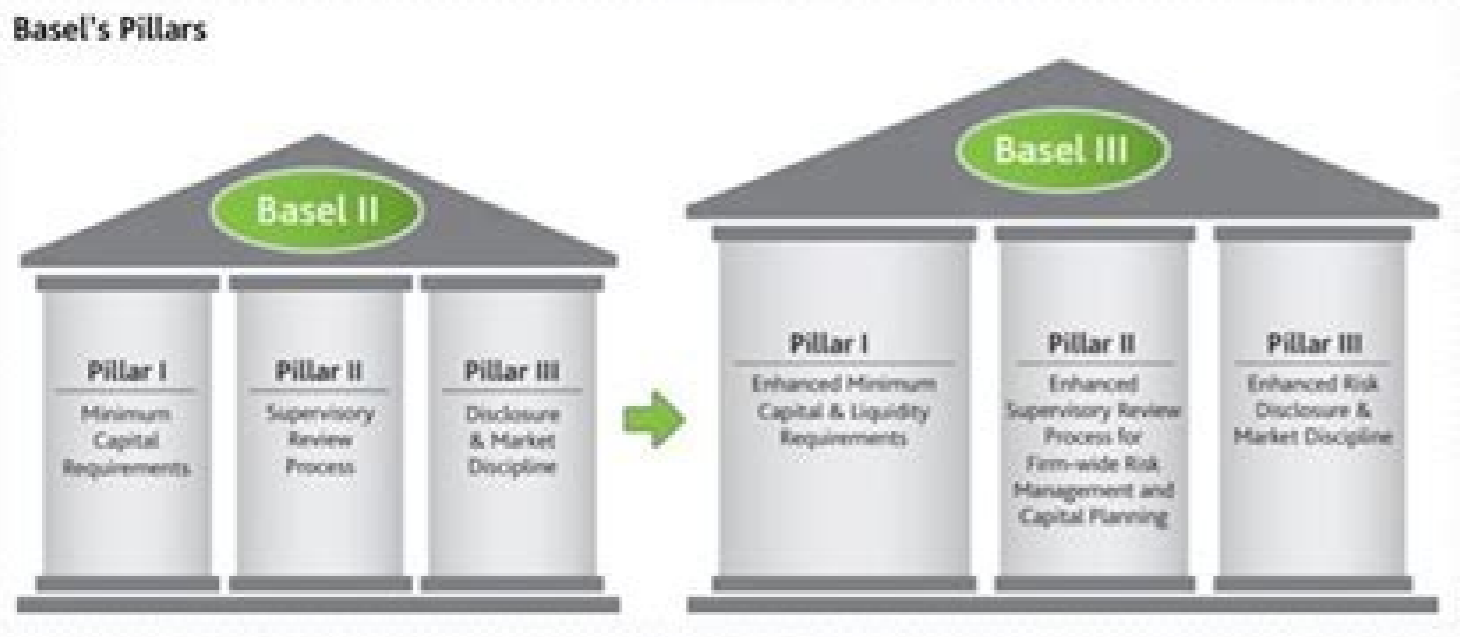 Basel's Pillars
Basel II
Pillar I
Minimum
Capital
Requirements
Pillar II
Supervisory
Review
Process
Pillar III
Disclosure
& Market
Discipline
Basel III
Pillar I
Enhanced Minimum
Capital & Liquidity
Requirements
Pillar II
Enhanced
Supervisory Review
Process for
Firm-wide Risk
Management and
Capital Planning
Pillar III
Enhanced Risk
Disclosure &
Market Discipline